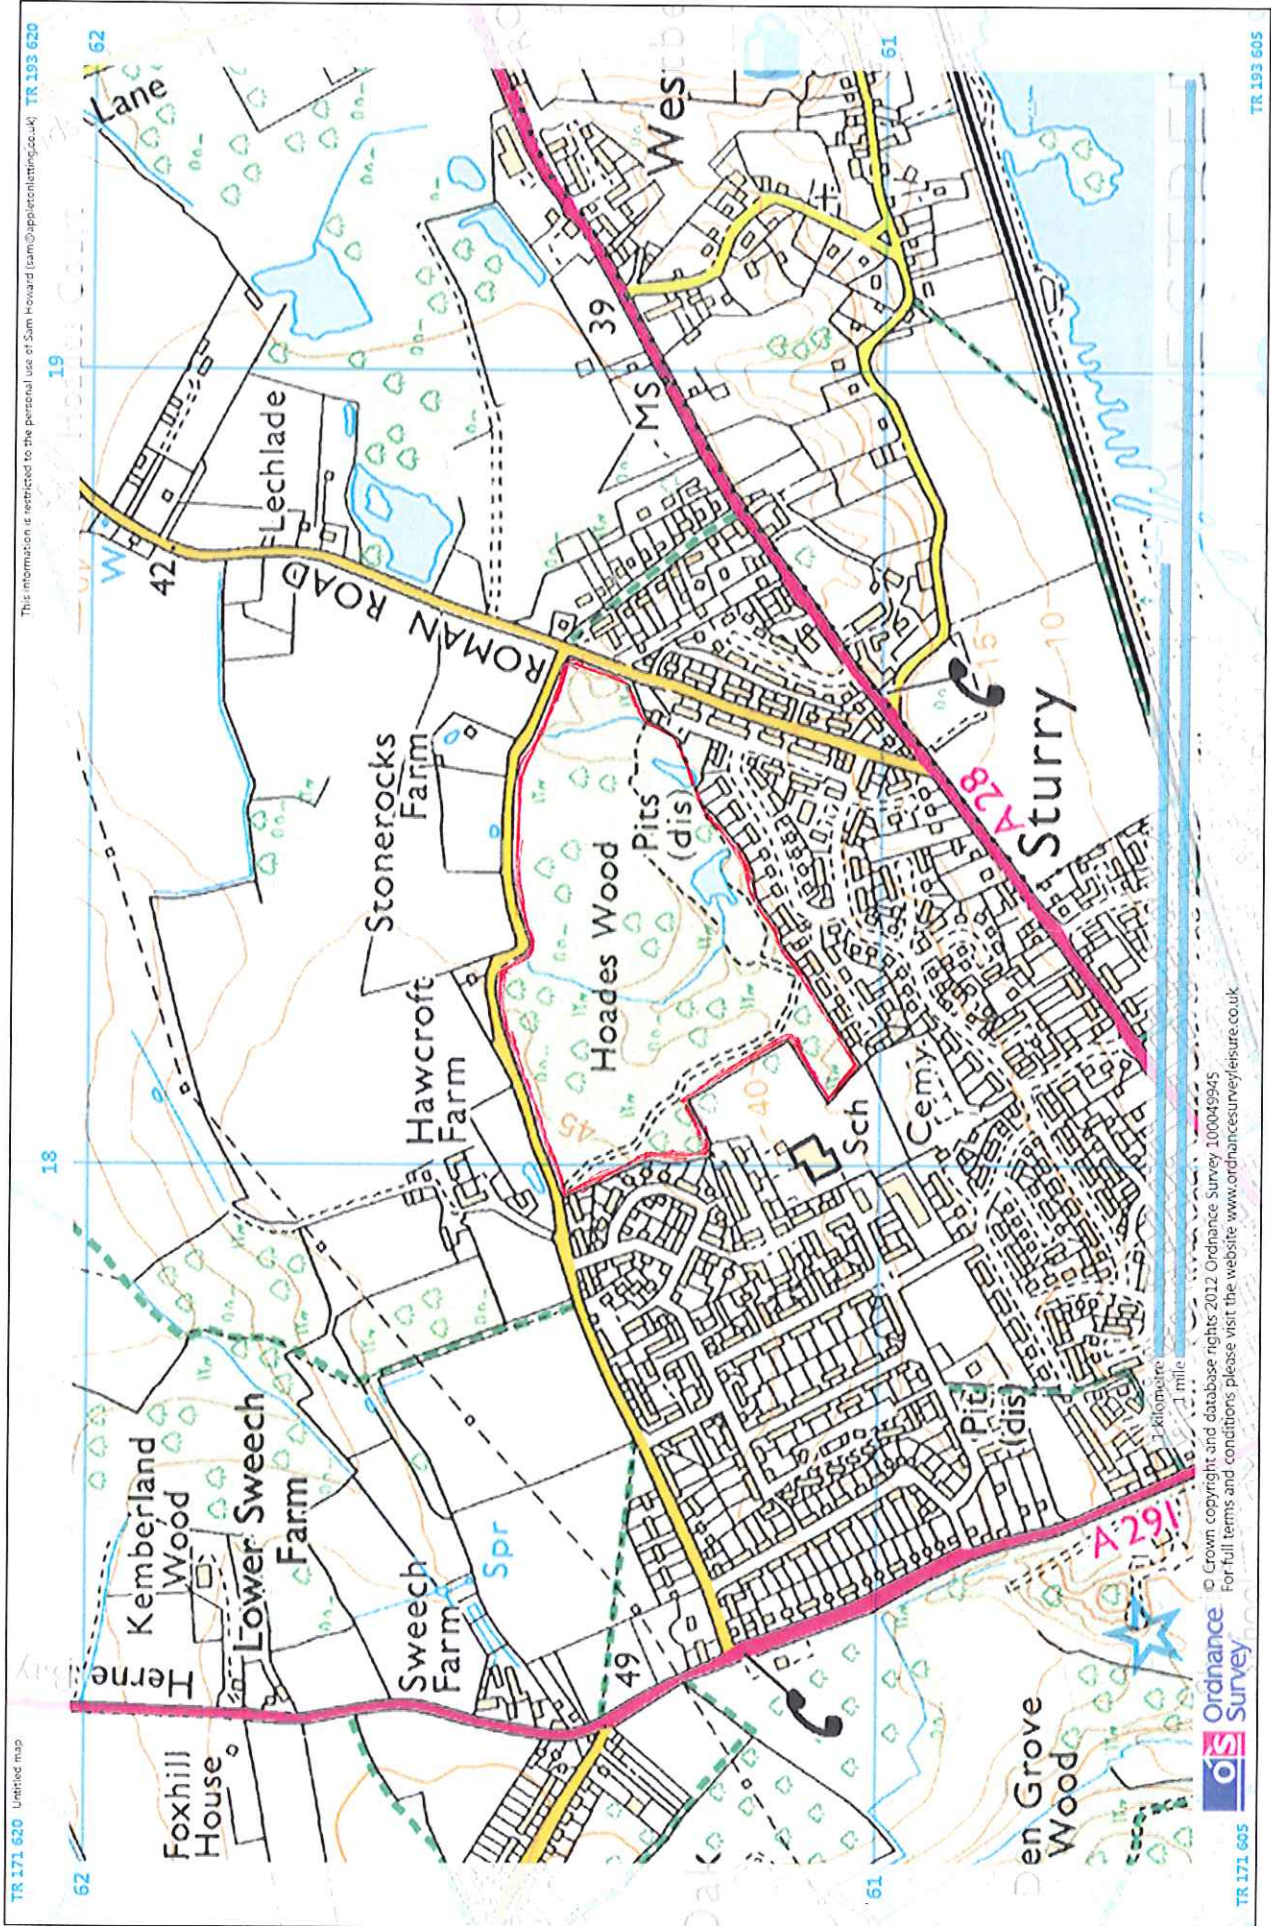 TR 171 620 Untitled map
This information is restricted to the personal use of Sam Howard (sam@appletonletting.co.uk) TR 193 620
62
18
19
62
Foxhill
House
Herne
Kemberland
Wood
Lower Sweech
Farm
Sweech
Farm
Spr
49
Hawcroft
Farm
Stonerocks
Farm
ROMAN ROAD
Lechlade
42
W
Lane
45
Hoades Wood
Pits
(dis)
40
MS
39
West
Sch
Cemy
Pit
(dis)
61
61
A 28
Sturry
15
10
A 291
Den Grove
Wood
1 kilometre
1 mile
Ordnance
Survey
© Crown copyright and database rights 2012 Ordnance Survey 100049945
For full terms and conditions please visit the website www.ordnancesurveyleisure.co.uk
TR 171 605
TR 193 605